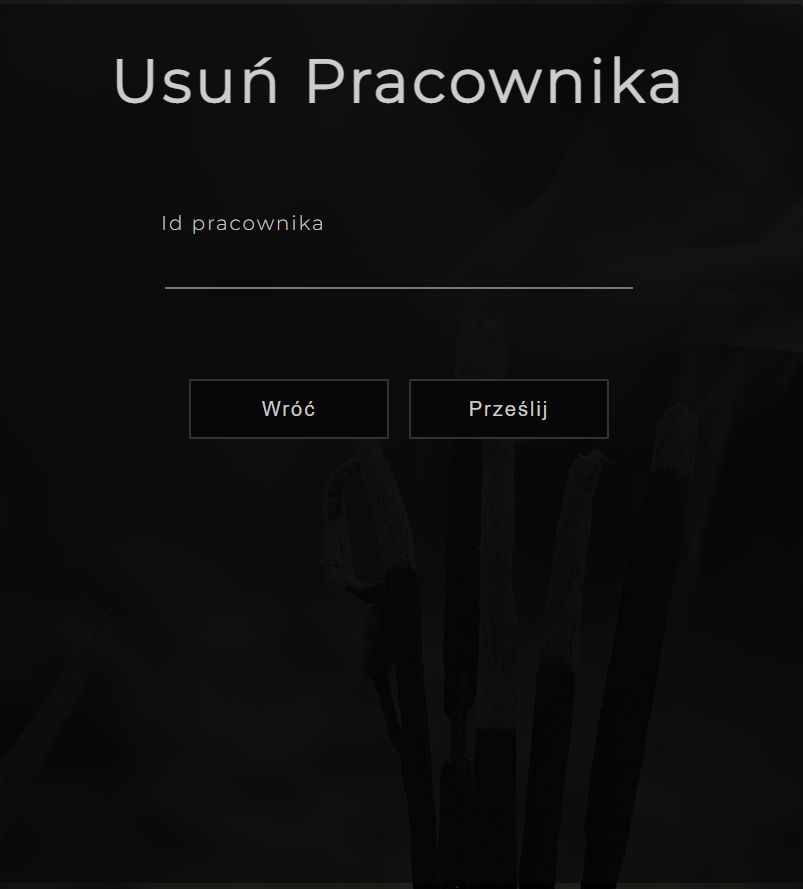 Usuń Pracownika
Id pracownika
Wróć
Prześlij